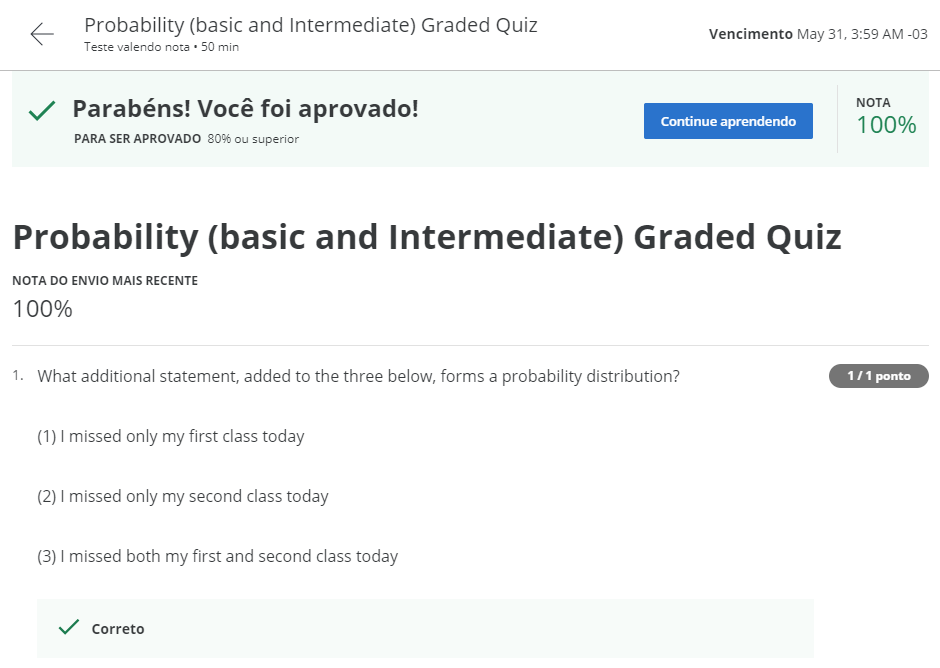 Probability (basic and Intermediate) Graded Quiz
Teste valendo nota • 50 min
Vencimento May 31, 3:59 AM -03
Parabéns! Você foi aprovado!
PARA SER APROVADO 80% ou superior
Continue aprendendo
NOTA
100%
Probability (basic and Intermediate) Graded Quiz
NOTA DO ENVIO MAIS RECENTE
100%
1. What additional statement, added to the three below, forms a probability distribution?
1 / 1 ponto
(1) I missed only my first class today
(2) I missed only my second class today
(3) I missed both my first and second class today
Correto